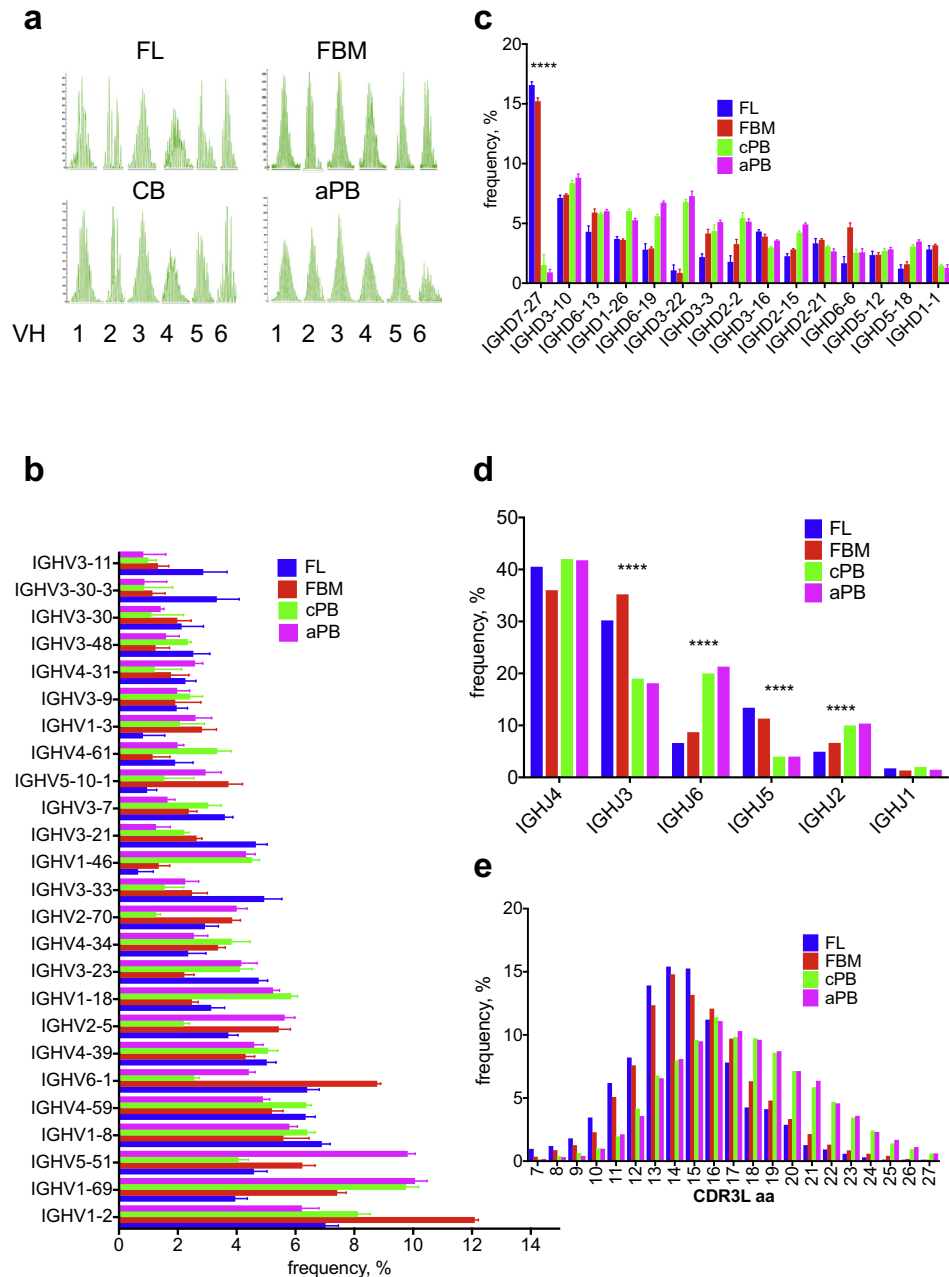 a
FL
FBM
CB
aPB
VH 1 2 3 4 5 6 1 2 3 4 5 6
c
frequency, %
20
15
10
5
0
****
FL
FBM
cPB
aPB
IGHD7-27
IGHD3-10
IGHD6-13
IGHD1-26
IGHD6-19
IGHD3-22
IGHD3-3
IGHD2-2
IGHD3-16
IGHD2-15
IGHD2-21
IGHD6-6
IGHD5-12
IGHD5-18
IGHD1-1
b
IGHV3-11
IGHV3-30-3
IGHV3-30
IGHV3-48
IGHV4-31
IGHV3-9
IGHV1-3
IGHV4-61
IGHV5-10-1
IGHV3-7
IGHV3-21
IGHV1-46
IGHV3-33
IGHV2-70
IGHV4-34
IGHV3-23
IGHV1-18
IGHV2-5
IGHV4-39
IGHV6-1
IGHV4-59
IGHV1-8
IGHV5-51
IGHV1-69
IGHV1-2
FL
FBM
cPB
aPB
0 2 4 6 8 10 12 14
frequency, %
d
frequency, %
50
40
30
20
10
0
****
****
****
****
FL
FBM
cPB
aPB
IGHJ4
IGHJ3
IGHJ6
IGHJ5
IGHJ2
IGHJ1
e
frequency, %
20
15
10
5
0
FL
FBM
cPB
aPB
7 8 9 10 11 12 13 14 15 16 17 18 19 20 21 22 23 24 25 26 27
CDR3L aa